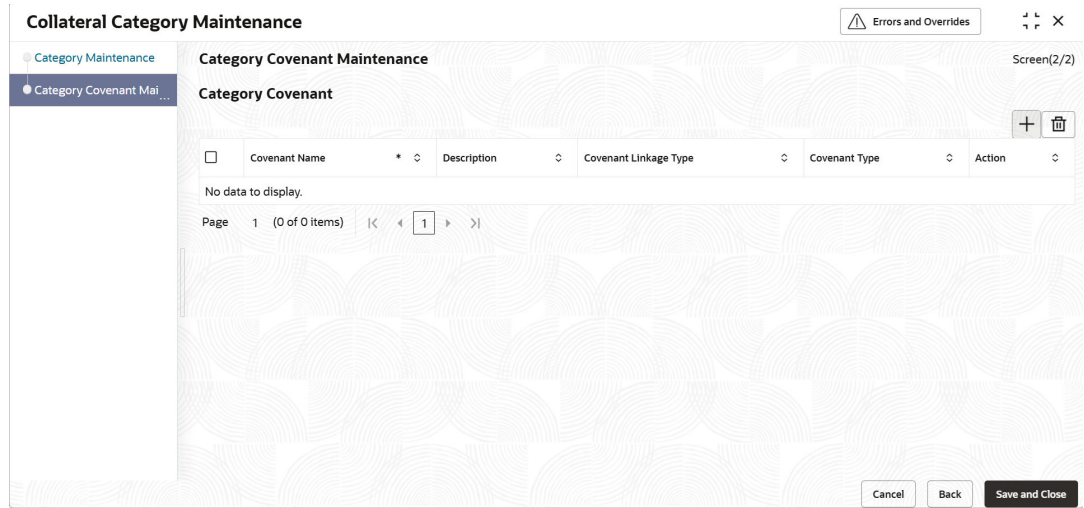 Collateral Category Maintenance
Errors and Overrides
Category Maintenance
Category Covenant Maintenance
Screen(2/2)
Category Covenant Mai...
Category Covenant
Covenant Name * Description Covenant Linkage Type Covenant Type Action
No data to display.
Page 1 (0 of 0 items) 1
Cancel Back Save and Close